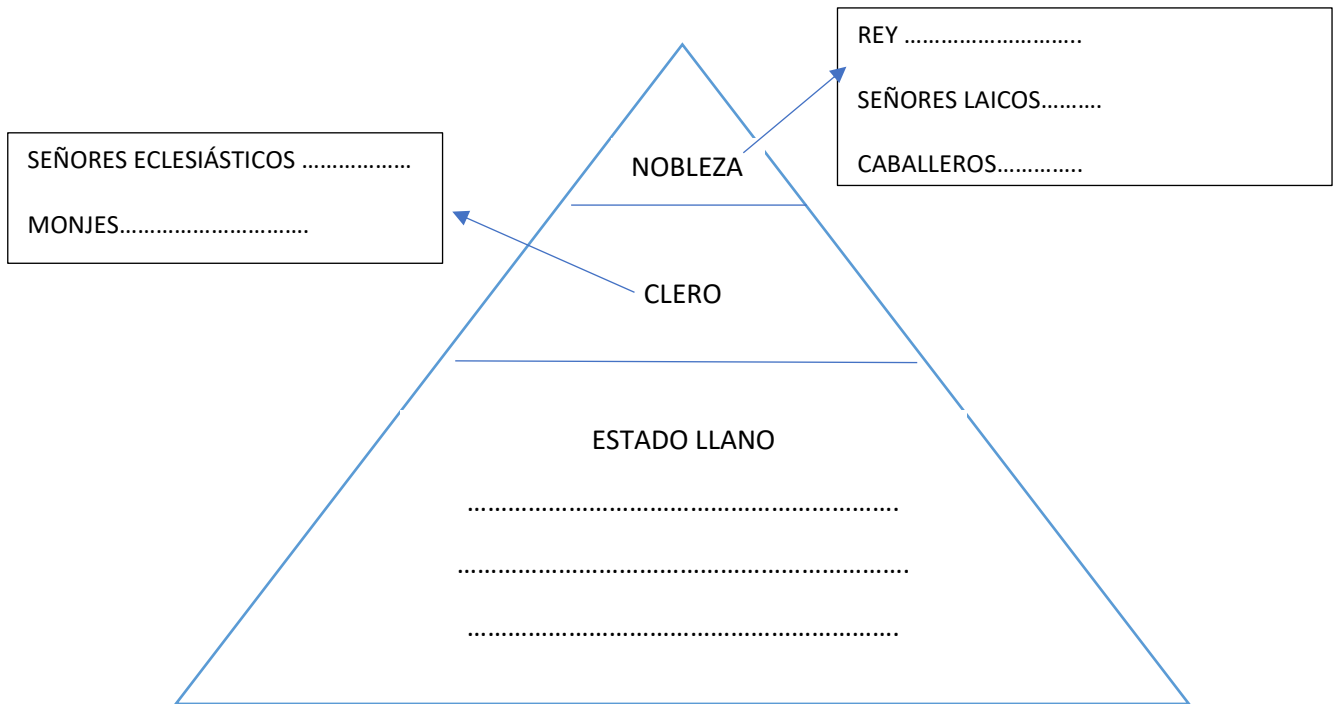 REY ………………………..
SEÑORES LAICOS……….
CABALLEROS…………..
NOBLEZA
SEÑORES ECLESIÁSTICOS ………………
MONJES………………………….
CLERO
ESTADO LLANO
……………………………………………………….
………………………………………………………….
……………………………………………………….